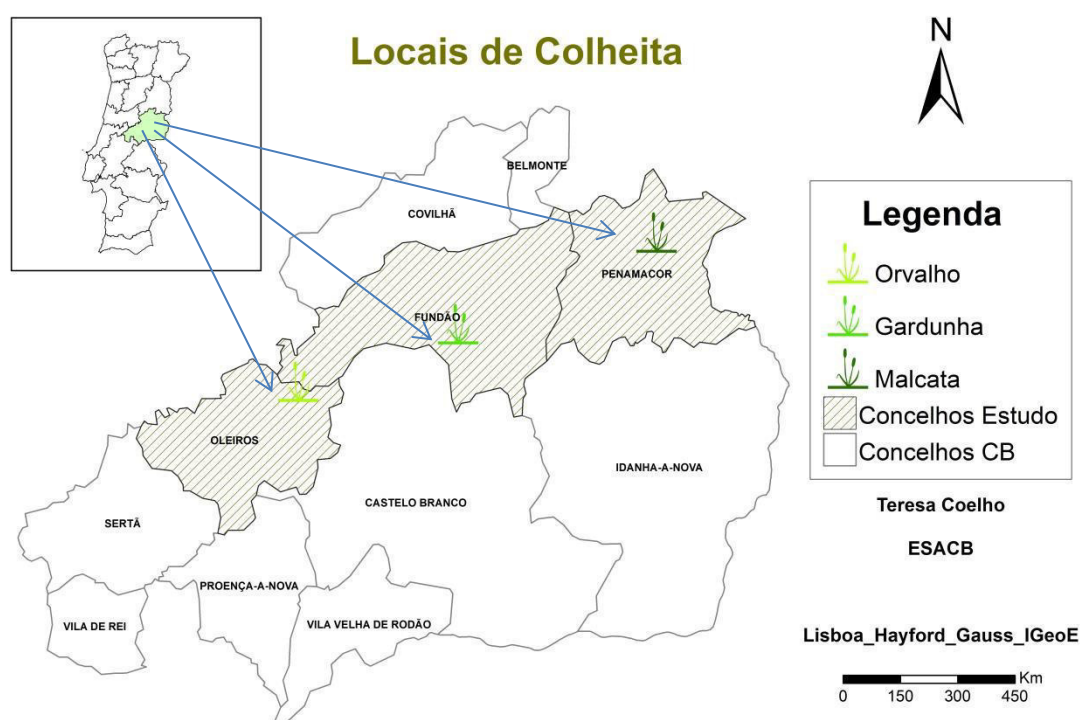 Locais de Colheita
N
BELMONTE
COVILHÃ
PENAMACOR
FUNDÃO
OLEIROS
IDANHA-A-NOVA
CASTELO BRANCO
SERTÃ
PROENÇA-A-NOVA
VILA DE REI
VILA VELHA DE RODÃO
Legenda
Orvalho
Gardunha
Malcata
Concelhos Estudo
Concelhos CB
Teresa Coelho
ESACB
Lisboa_Hayford_Gauss_IGeoE
Km
0 150 300 450